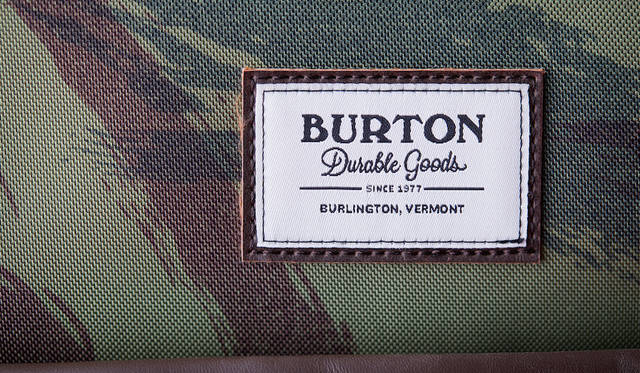 BURTON
Durable Goods
SINCE 1977
BURLINGTON, VERMONT